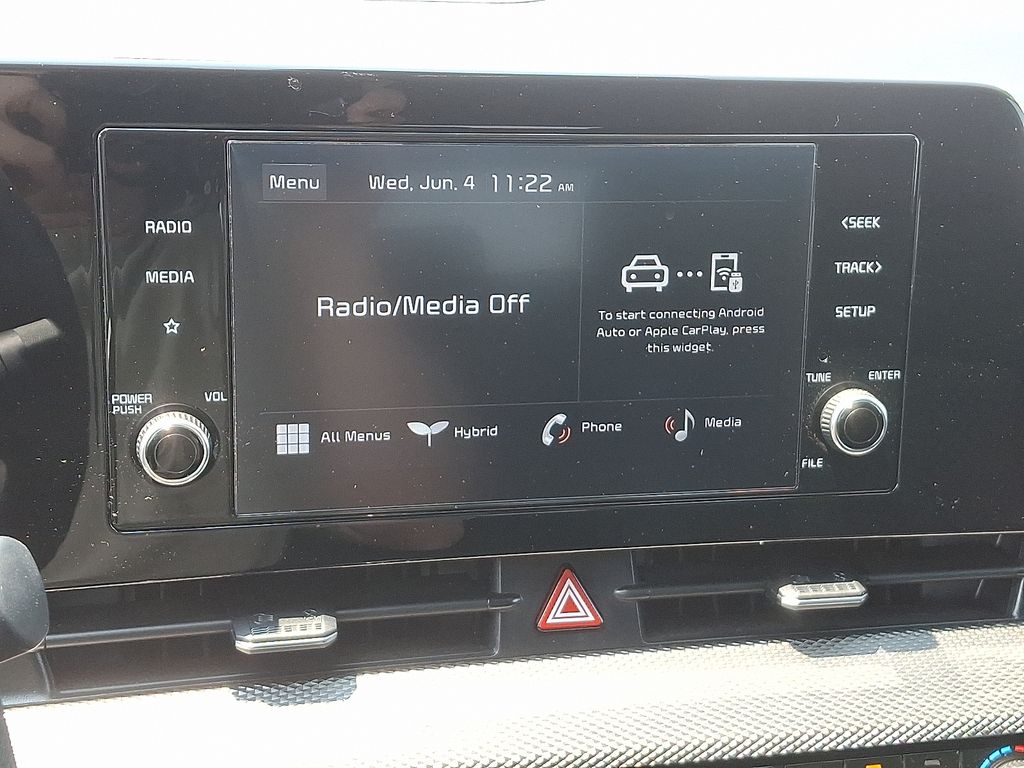 Menu
Wed, Jun. 4 11:22 AM
RADIO
MEDIA
POWER
PUSH
VOL
Radio/Media Off
To start connecting Android
Auto or Apple CarPlay, press
this widget.
All Menus
Hybrid
Phone
Media
<SEEK
TRACK>
SETUP
TUNE
ENTER
FILE